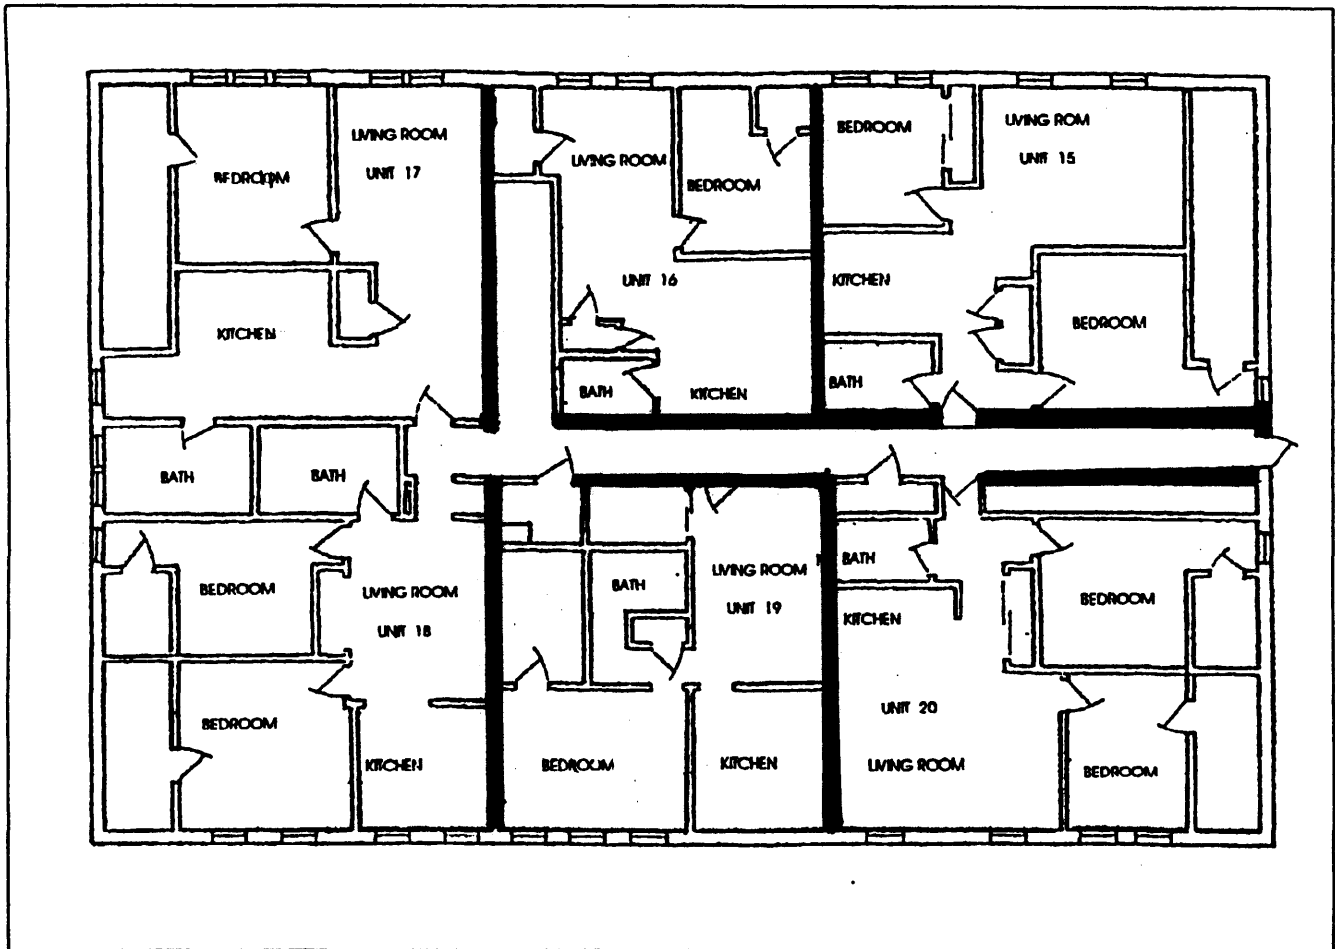 LIVING ROOM
UNIT 17
BEDROOM
KITCHEN
LIVING ROOM
BEDROOM
UNIT 16
BATH
KITCHEN
BEDROOM
LIVING ROM
UNIT 15
KITCHEN
BEDROOM
BATH
BATH
BATH
BEDROOM
LIVING ROOM
UNIT 18
BEDROOM
KITCHEN
BATH
LIVING ROOM
UNIT 19
BEDROOM
KITCHEN
BATH
KITCHEN
BEDROOM
UNIT 20
LIVING ROOM
BEDROOM